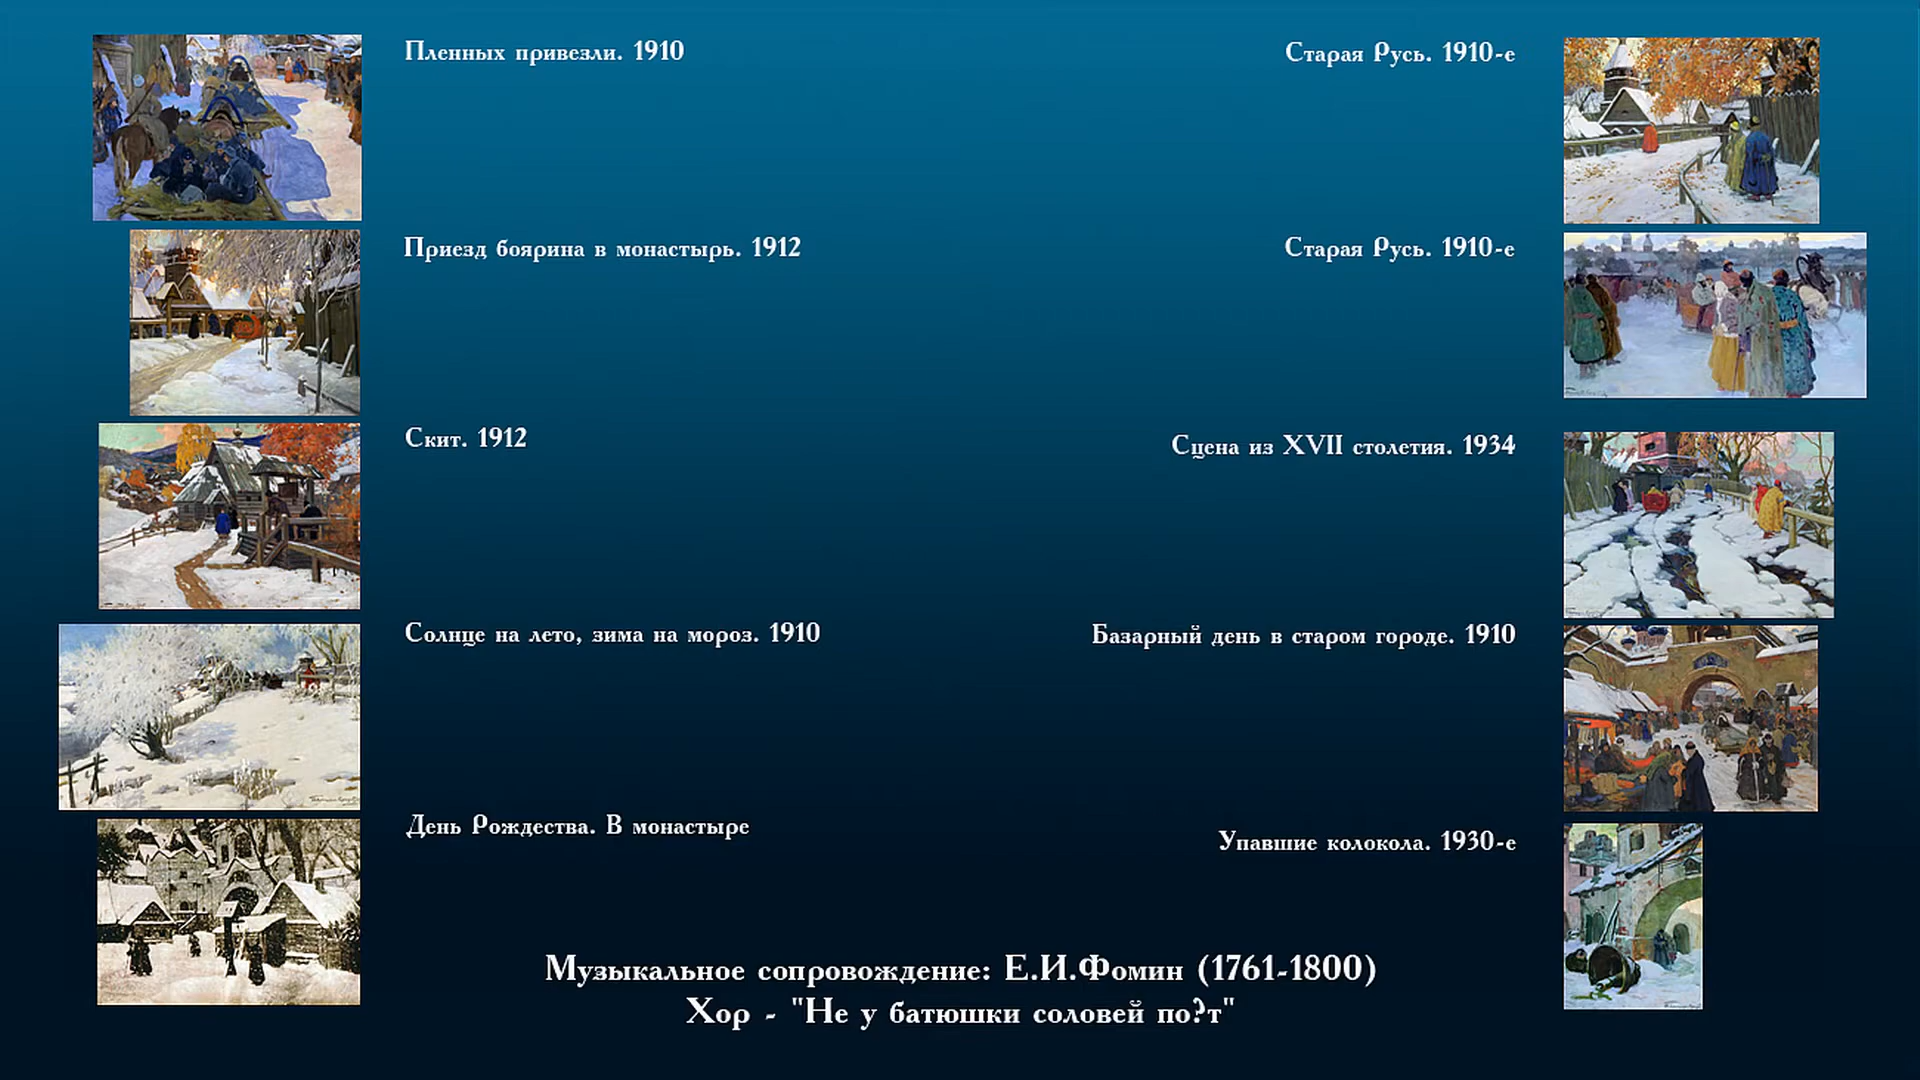 Пленных привезли. 1910
Старая Русь. 1910-е
Приезд боярина в монастырь. 1912
Старая Русь. 1910-е
Скит. 1912
Сцена из XVII столетия. 1934
Солнце на лето, зима на мороз. 1910
Базарный день в старом городе. 1910
День Рождества. В монастыре
Упавшие колокола. 1930-е
Музыкальное сопровождение: Е.И.Фомин (1761-1800)
Хор - "Не у батюшки соловей по?т"